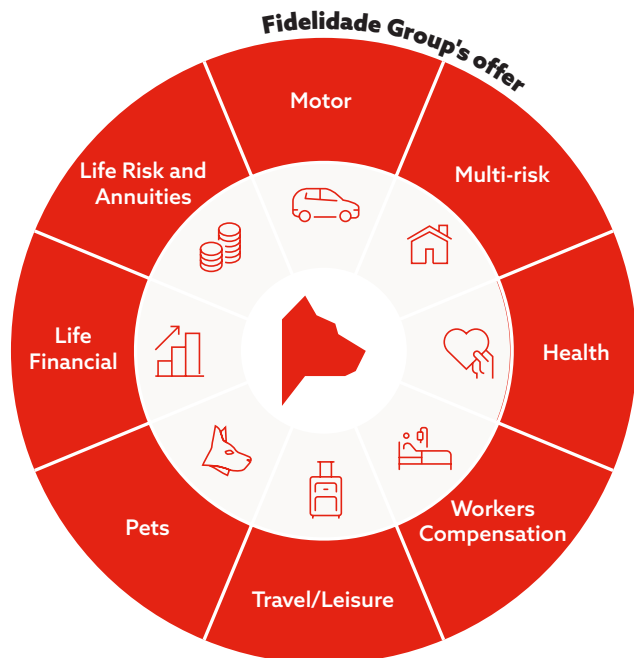 Fidelidade Group's offer
Motor
Multi-risk
Health
Workers
Compensation
Travel/Leisure
Pets
Life
Financial
Life Risk and
Annuities